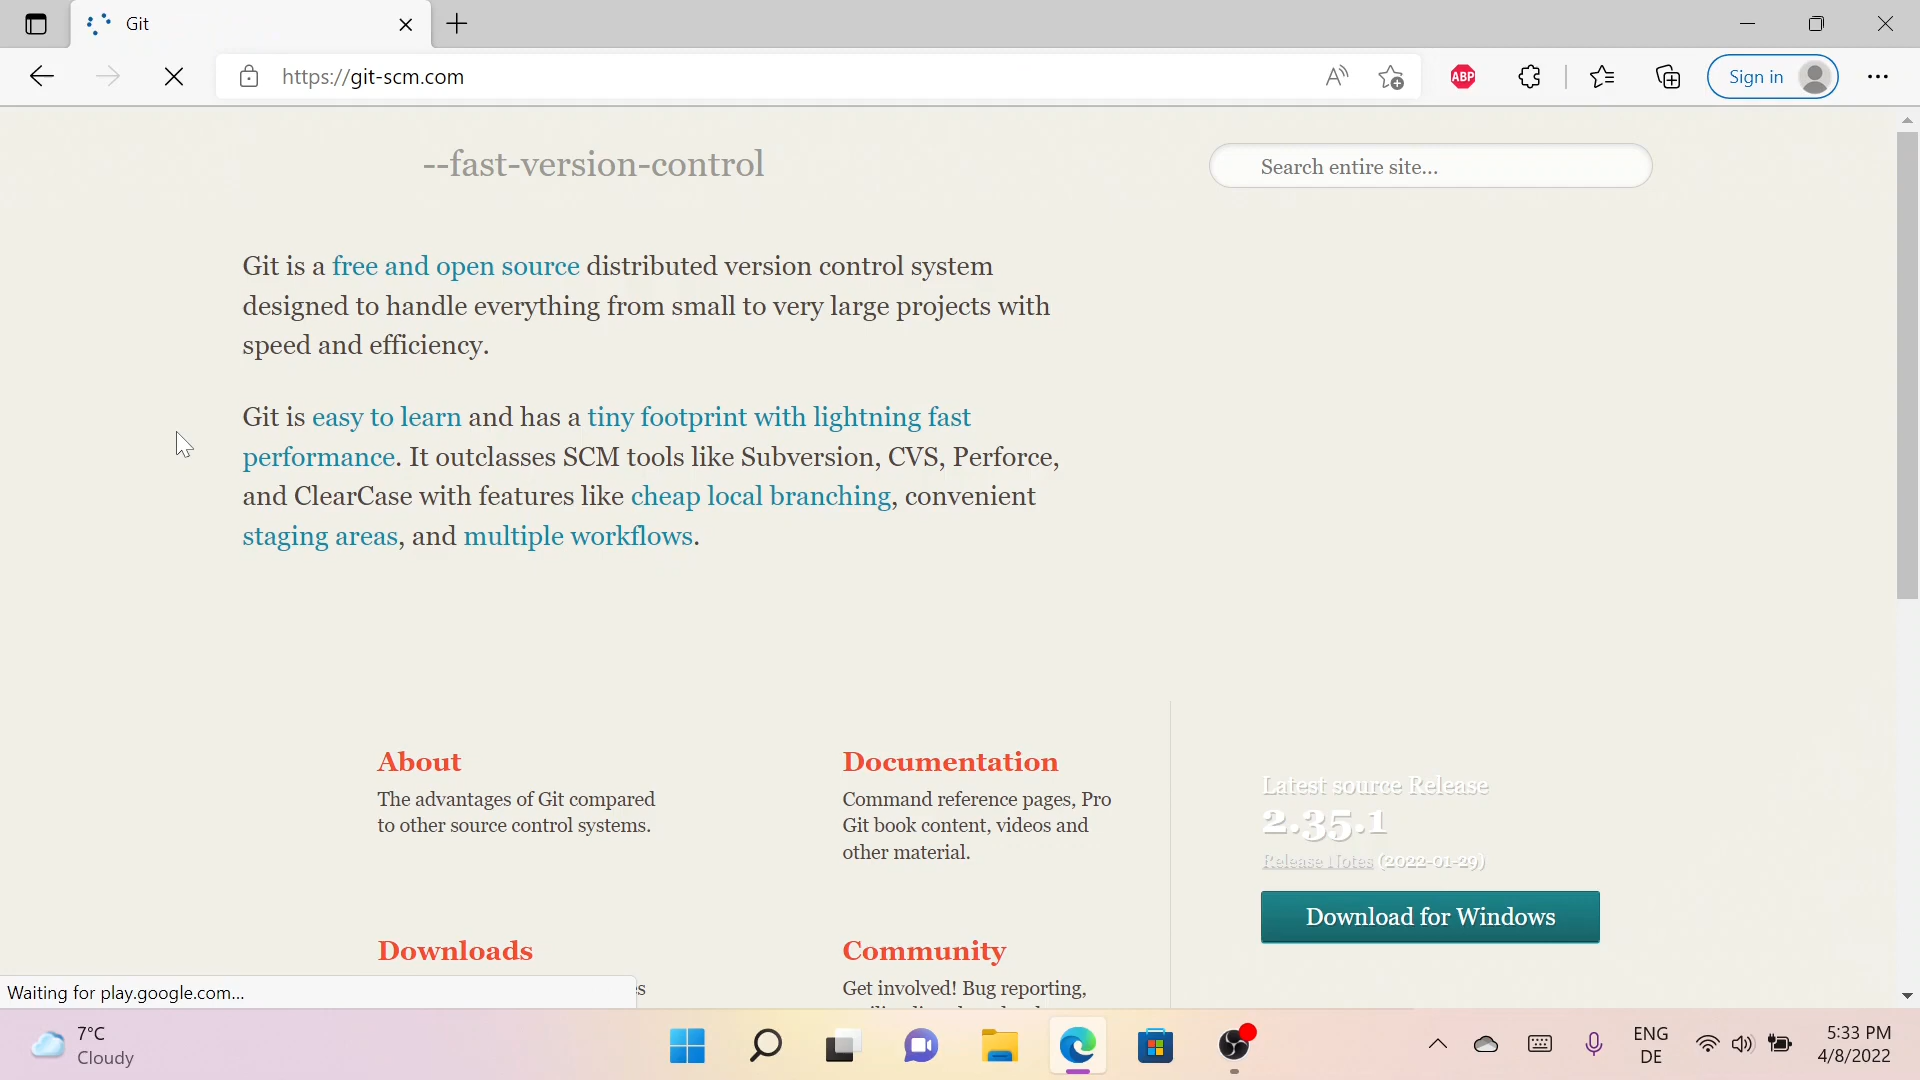 Git
https://git-scm.com
ABP
Sign in
--fast-version-control
Search entire site...
Git is a free and open source distributed version control system
designed to handle everything from small to very large projects with
speed and efficiency.
Git is easy to learn and has a tiny footprint with lightning fast
performance. It outclasses SCM tools like Subversion, CVS, Perforce,
and ClearCase with features like cheap local branching, convenient
staging areas, and multiple workflows.
About
The advantages of Git compared
to other source control systems.
Documentation
Command reference pages, Pro
Git book content, videos and
other material.
Latest source Release
2.35.1
Release Notes (2022-01-29)
Download for Windows
Downloads
Community
Get involved! Bug reporting,
Waiting for play.google.com...
7°C
Cloudy
ENG
DE
5:33 PM
4/8/2022